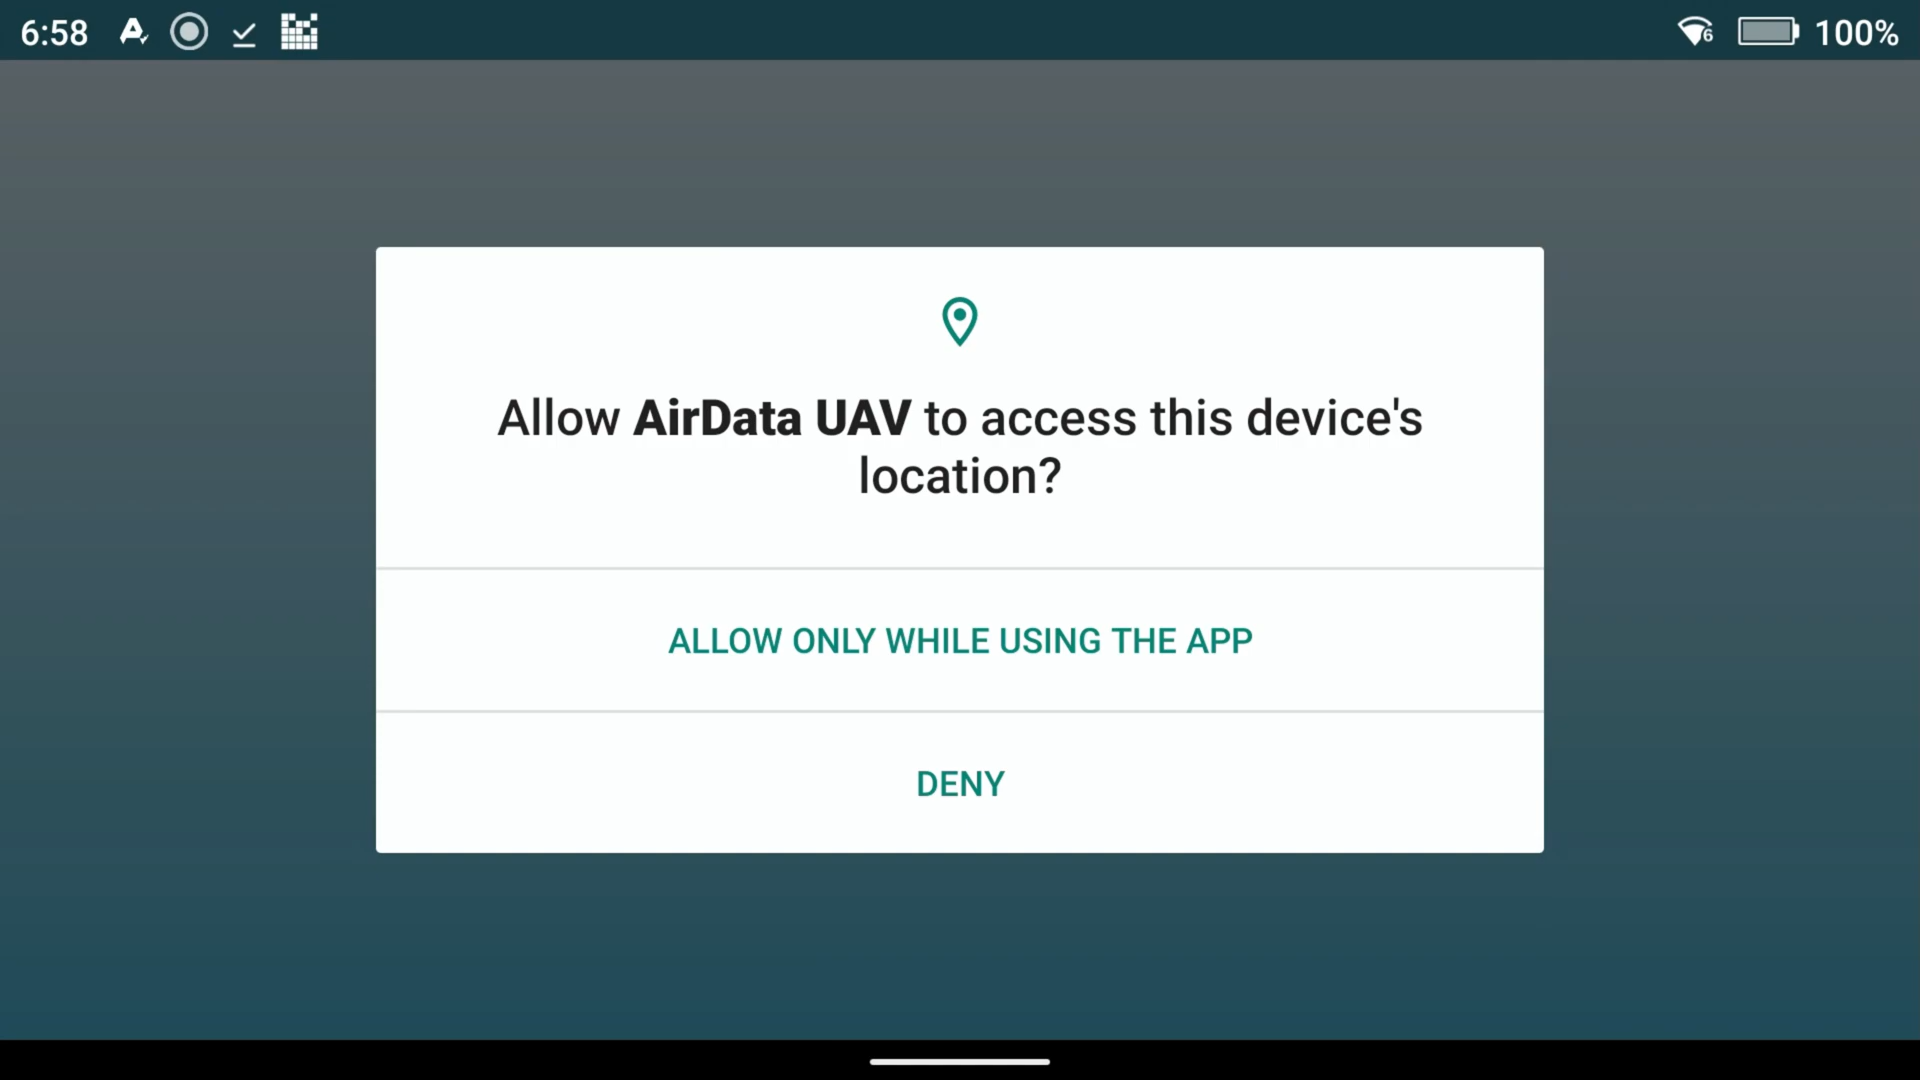 6:58
100%
Allow AirData UAV to access this device's
location?
ALLOW ONLY WHILE USING THE APP
DENY